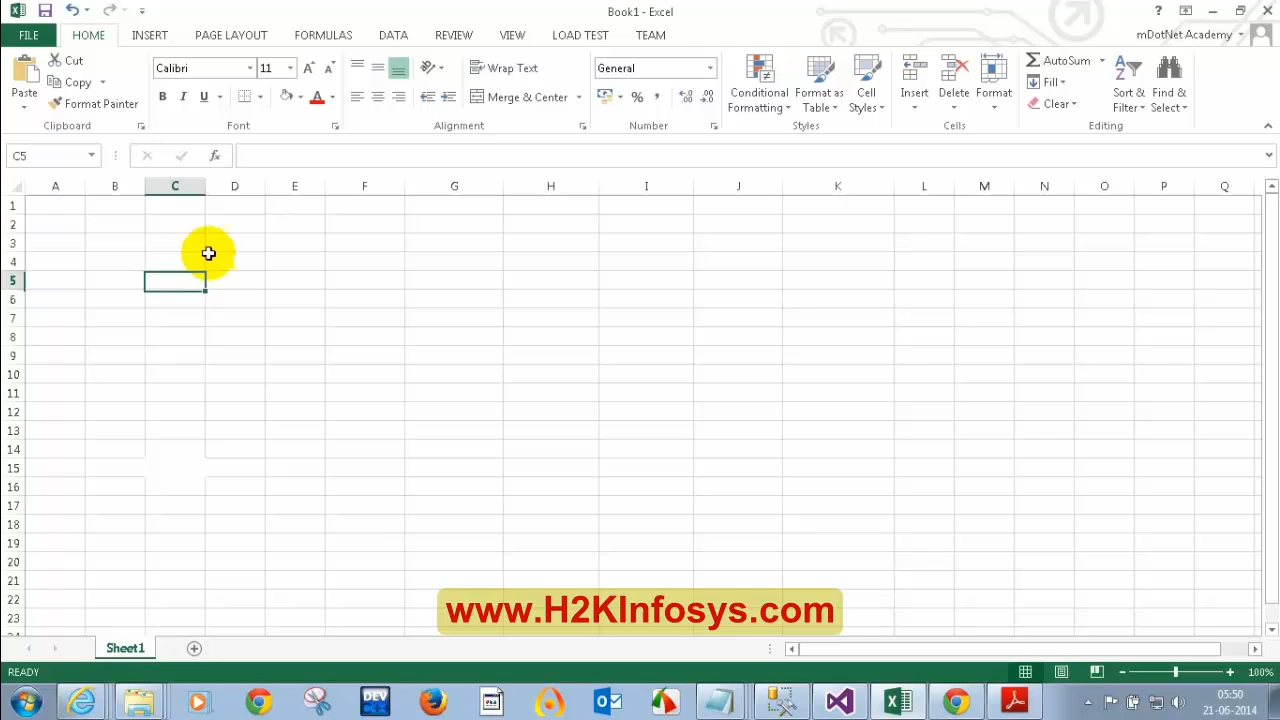 Book1 - Excel
?
FILE HOME INSERT PAGE LAYOUT FORMULAS DATA REVIEW VIEW LOAD TEST TEAM mDotNet Academy
Paste
Cut
Copy
Format Painter
Clipboard
Calibri 11
B I U
Font
Wrap Text
Merge & Center
Alignment
General
% ,
Number
Conditional Formatting
Format as Table
Cell Styles
Styles
Insert
Delete
Format
Cells
AutoSum
Fill
Clear
Sort & Filter
Find & Select
Editing
C5 fx
A B C D E F G H I J K L M N O P Q
1
2
3
4
5
6
7
8
9
10
11
12
13
14
15
16
17
18
19
20
21
22
23
24
www.H2KInfosys.com
Sheet1
READY 100%
DEV
05:50
21-06-2014